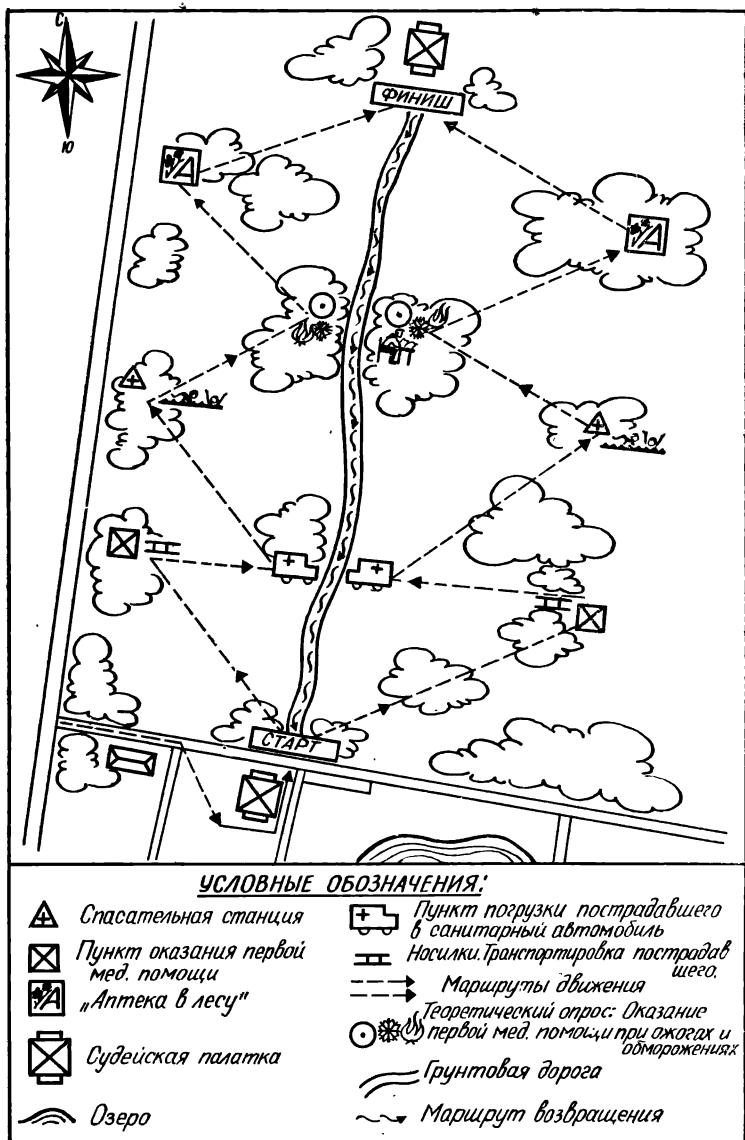 С
Ю
ФИНИШ
А
А
СТАРТ
УСЛОВНЫЕ ОБОЗНАЧЕНИЯ:
Спасательная станция
Пункт оказания первой
мед. помощи
А
„Аптека в лесу"
Судейская палатка
Озеро
Пункт погрузки пострадавшего
в санитарный автомобиль
Носилки. Транспортировка пострадав
шего.
Маршруты движения
Теоретический опрос: Оказание
первой мед. помощи при ожогах и
обморожениях
Грунтовая дорога
Маршрут возвращения